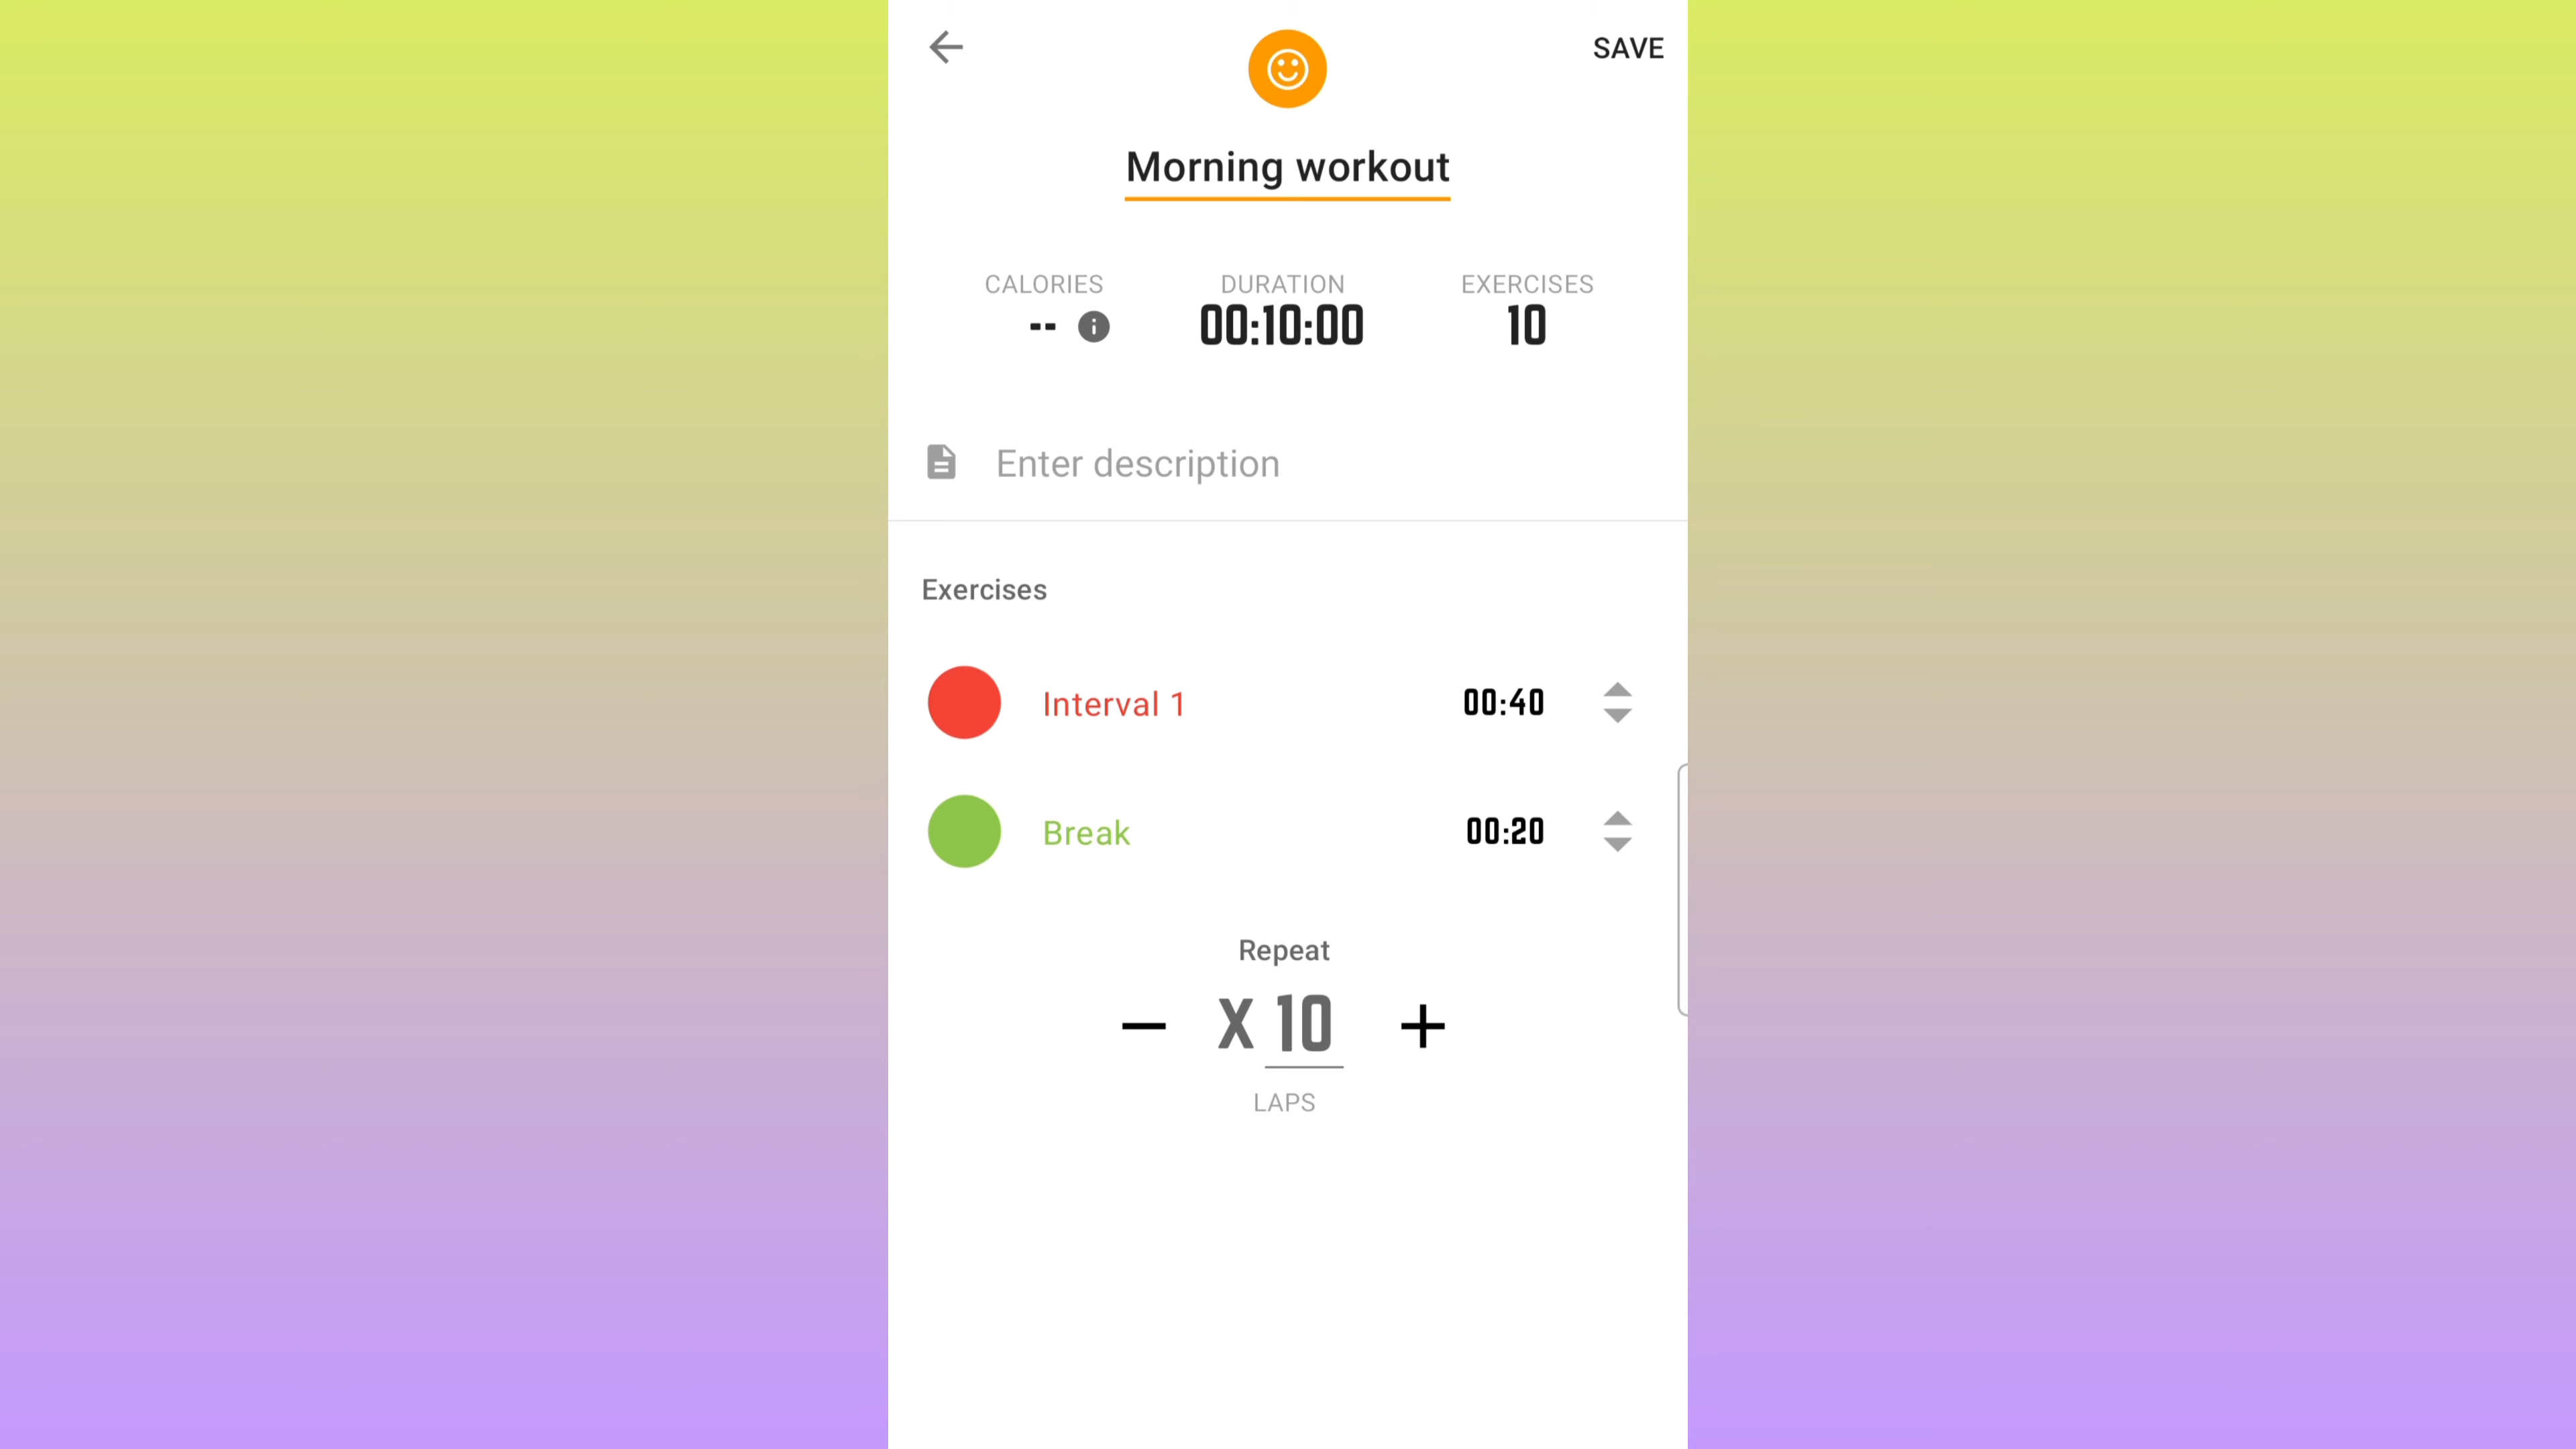 SAVE
Morning workout
CALORIES DURATION EXERCISES
-- 00:10:00 10
Enter description
Exercises
Interval 1 00:40
Break 00:20
Repeat
X 10
LAPS